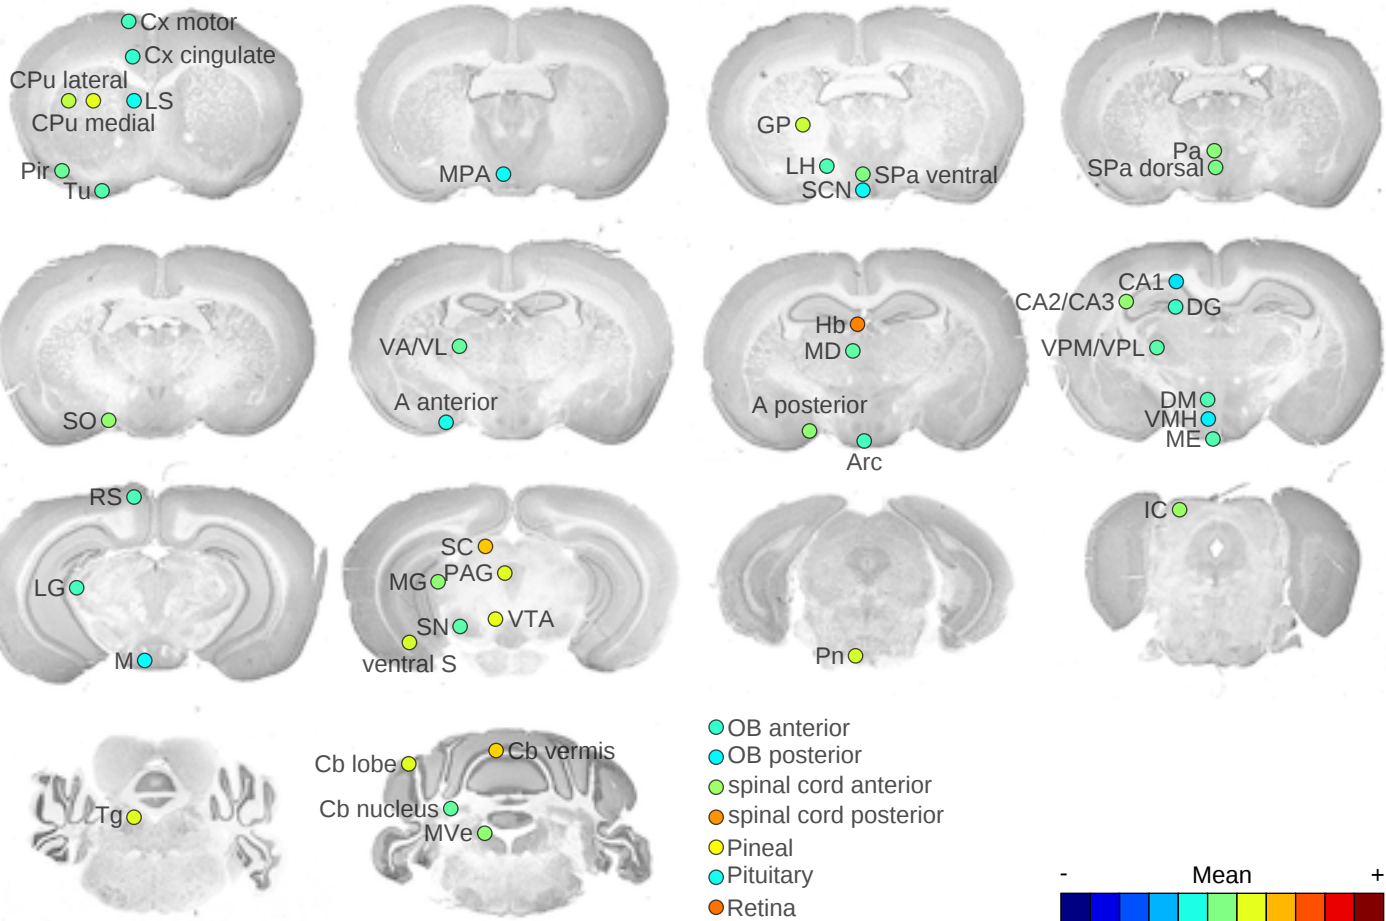 Cx motor
Cx cingulate
CPu lateral
LS
CPu medial
Pir
Tu
MPA
GP
LH
SPa ventral
SCN
Pa
SPa dorsal
SO
VA/VL
A anterior
Hb
MD
A posterior
Arc
CA1
CA2/CA3
DG
VPM/VPL
DM
VMH
ME
RS
LG
M
SC
PAG
MG
VTA
SN
ventral S
Pn
IC
Tg
Cb lobe
Cb vermis
Cb nucleus
MVe
OB anterior
OB posterior
spinal cord anterior
spinal cord posterior
Pineal
Pituitary
Retina
- Mean +